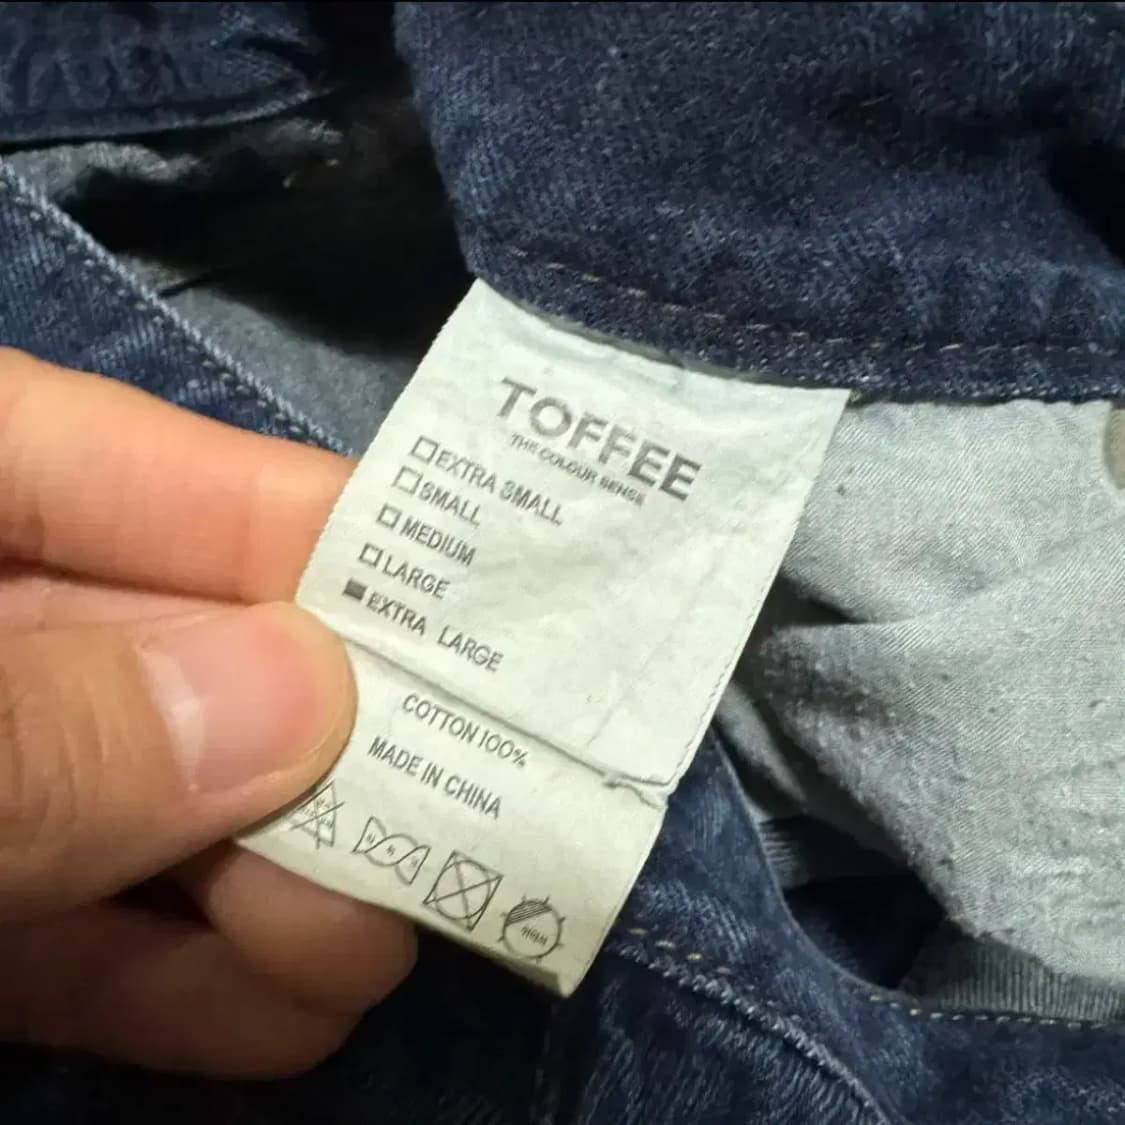 TOFFEE
THE COLOUR SENSE
EXTRA SMALL
SMALL
MEDIUM
LARGE
EXTRA LARGE
COTTON 100%
MADE IN CHINA